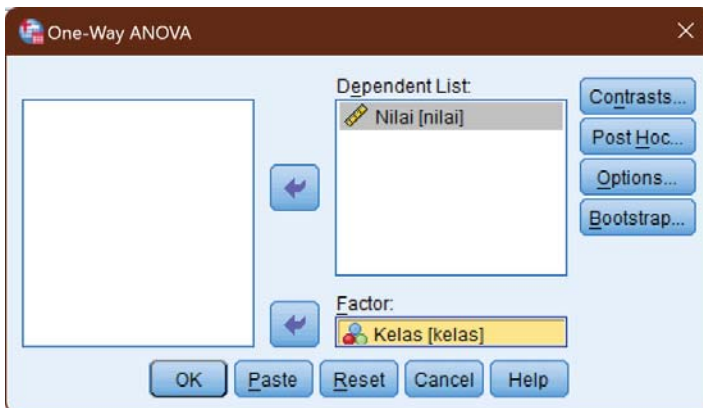 One-Way ANOVA
Dependent List:
Nilai [nilai]
Contrasts...
Post Hoc...
Options...
Bootstrap...
Factor:
Kelas [kelas]
OK Paste Reset Cancel Help